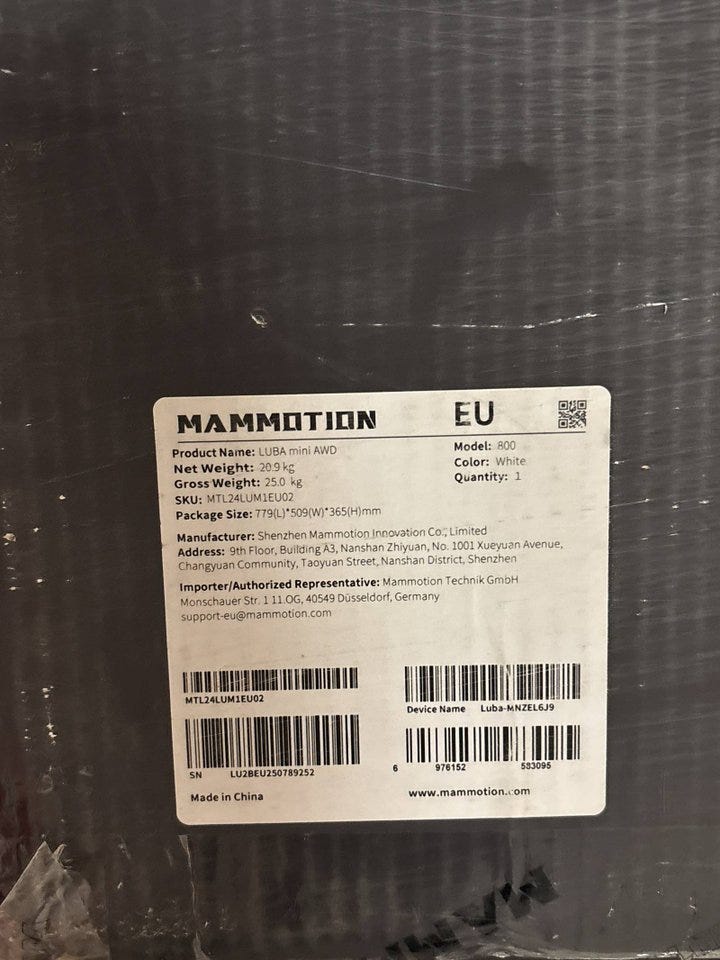 MAMMOTION EU
Product Name: LUBA mini AWD
Model: 800
Net Weight: 20.9 kg
Color: White
Gross Weight: 25.0 kg
Quantity: 1
SKU: MTL24LUM1EU02
Package Size: 779(L)*509(W)*365(H)mm
Manufacturer: Shenzhen Mammotion Innovation Co., Limited
Address: 9th Floor, Building A3, Nanshan Zhiyuan, No. 1001 Xueyuan Avenue,
Changyuan Community, Taoyuan Street, Nanshan District, Shenzhen
Importer/Authorized Representative: Mammotion Technik GmbH
Monschauer Str. 1 11.OG, 40549 Düsseldorf, Germany
support-eu@mammotion.com
MTL24LUM1EU02
Device Name Luba-MNZEL6J9
SN LU2BEU250789252
6 976152 583095
Made in China
www.mammotion.com